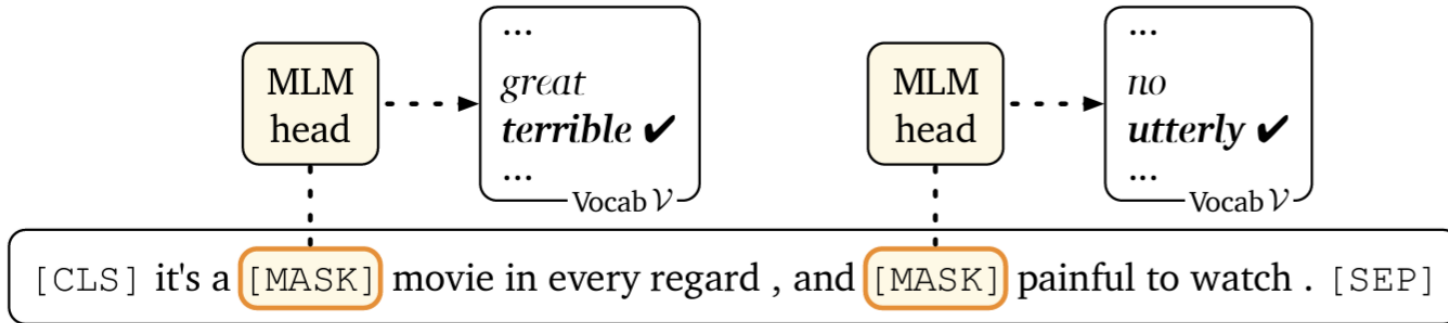 MLM
head
...
great
terrible ✔
...
Vocab 𝒱
MLM
head
...
no
utterly ✔
...
Vocab 𝒱
[CLS] it's a [MASK] movie in every regard , and [MASK] painful to watch . [SEP]